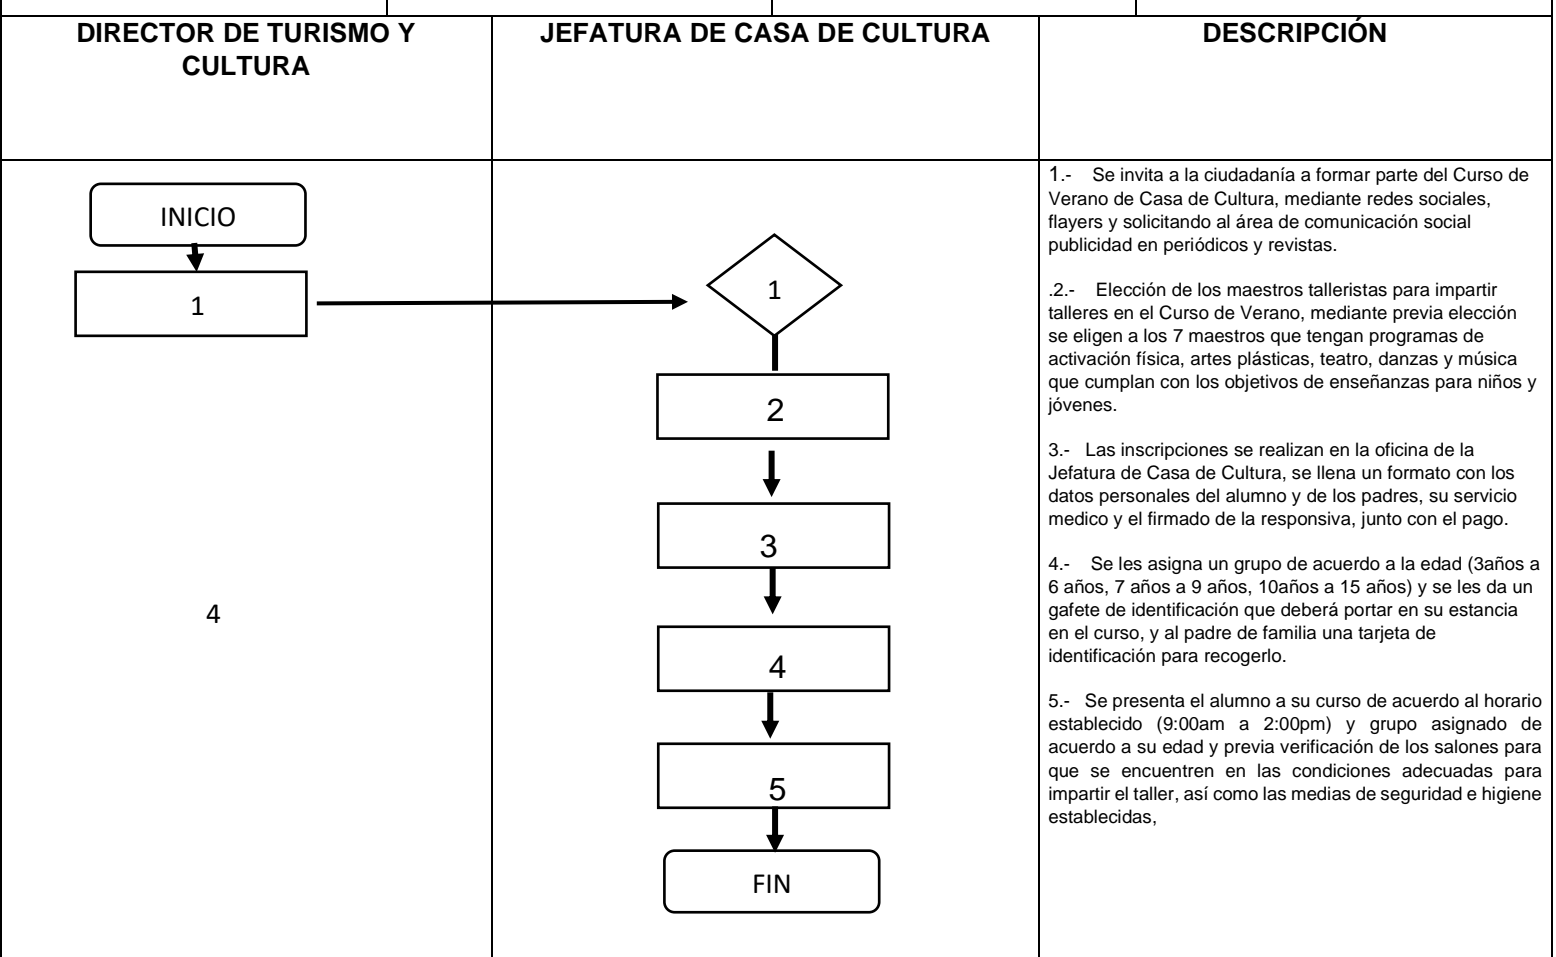 DIRECTOR DE TURISMO Y
CULTURA
JEFATURA DE CASA DE CULTURA
DESCRIPCIÓN
INICIO
1
4
1
2
3
4
5
FIN
1.- Se invita a la ciudadanía a formar parte del Curso de
Verano de Casa de Cultura, mediante redes sociales,
flayers y solicitando al área de comunicación social
publicidad en periódicos y revistas.
.2.- Elección de los maestros talleristas para impartir
talleres en el Curso de Verano, mediante previa elección
se eligen a los 7 maestros que tengan programas de
activación física, artes plásticas, teatro, danzas y música
que cumplan con los objetivos de enseñanzas para niños y
jóvenes.
3.- Las inscripciones se realizan en la oficina de la
Jefatura de Casa de Cultura, se llena un formato con los
datos personales del alumno y de los padres, su servicio
medico y el firmado de la responsiva, junto con el pago.
4.- Se les asigna un grupo de acuerdo a la edad (3años a
6 años, 7 años a 9 años, 10años a 15 años) y se les da un
gafete de identificación que deberá portar en su estancia
en el curso, y al padre de familia una tarjeta de
identificación para recogerlo.
5.- Se presenta el alumno a su curso de acuerdo al horario
establecido (9:00am a 2:00pm) y grupo asignado de
acuerdo a su edad y previa verificación de los salones para
que se encuentren en las condiciones adecuadas para
impartir el taller, así como las medias de seguridad e higiene
establecidas,